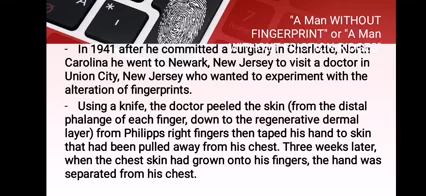 "A Man WITHOUT
FINGERPRINT" or "A
- In 1941 after he committed a burglary in Charlotte, North
Carolina he went to Newark, New Jersey to visit a doctor in
Union City, New Jersey who wanted to experiment with the
alteration of fingerprints.
- Using a knife, the doctor peeled the skin (from the distal
phalange of each finger, down to the regenerative dermal
layer) from Philipps right fingers then taped his hand to skin
that had been pulled away from his chest. Three weeks later,
when the chest skin had grown onto his fingers, the hand was
separated from his chest.